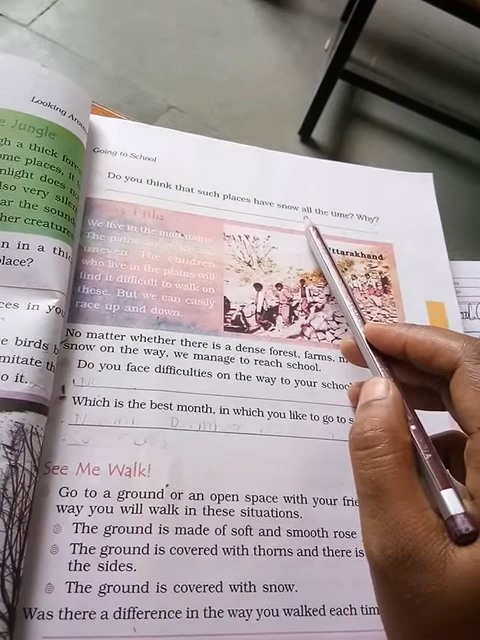 Looking Arou
e Jungle
gh a thick fore
ome places. It
nlight does n
lso very silen
ar the sound
her creature
n in a thi
place?
ces in you
e birds b
mitate th
o it.
Going to School
Do you think that such places have snow all the time? Why?
We live in the mountains.
The paths are rocky and
uneven. The children
who live in the plains will
find it difficult to walk on
these. But we can easily
race up and down.
Uttarakhand
No matter whether there is a dense forest, farms, m
snow on the way, we manage to reach school.
Do you face difficulties on the way to your schoo
Which is the best month, in which you like to go to s
See Me Walk!
Go to a ground or an open space with your frie
way you will walk in these situations.
The ground is made of soft and smooth rose
The ground is covered with thorns and there is
the sides.
The ground is covered with snow.
Was there a difference in the way you walked each tim